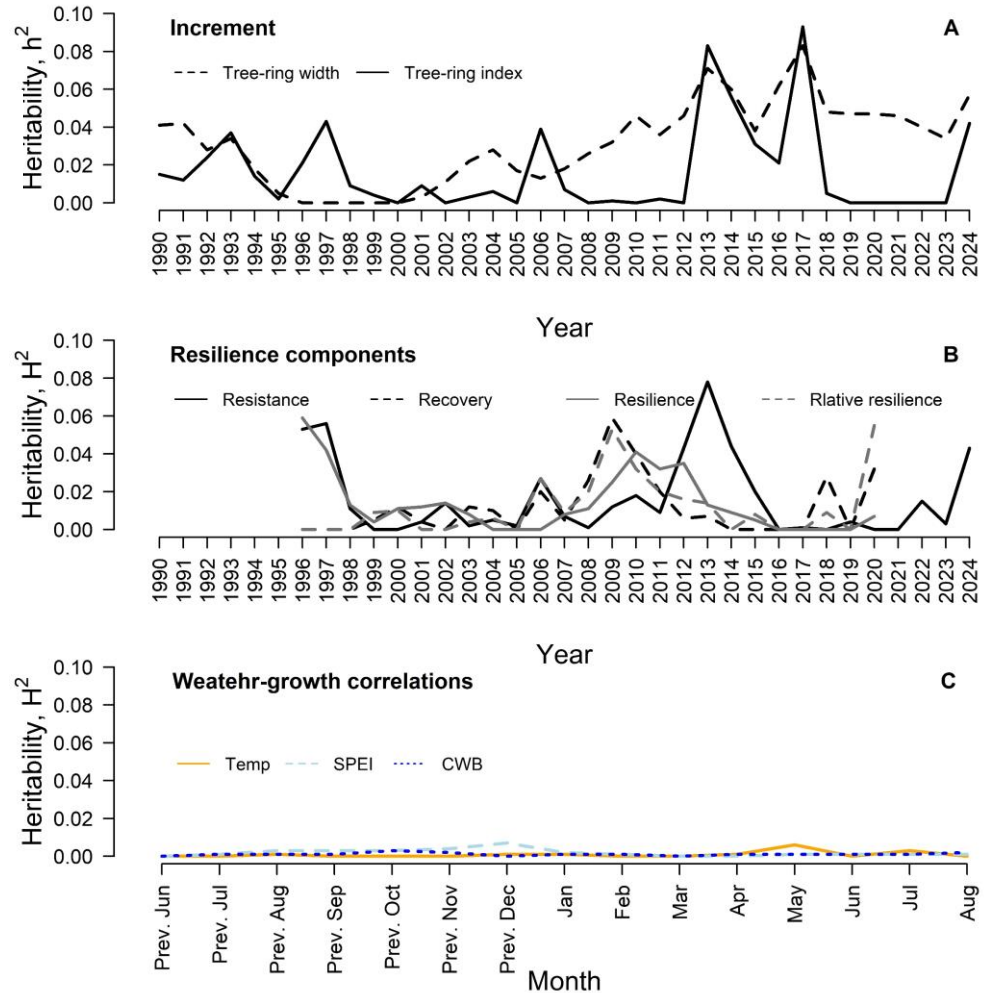 Increment
A
Tree-ring width
Tree-ring index
Heritability, h²
0.10
0.08
0.06
0.04
0.02
0.00
1990 1991 1992 1993 1994 1995 1996 1997 1998 1999 2000 2001 2002 2003 2004 2005 2006 2007 2008 2009 2010 2011 2012 2013 2014 2015 2016 2017 2018 2019 2020 2021 2022 2023 2024
Year
Resilience components
B
Resistance
Recovery
Resilience
Rlative resilience
Heritability, H²
0.10
0.08
0.06
0.04
0.02
0.00
1990 1991 1992 1993 1994 1995 1996 1997 1998 1999 2000 2001 2002 2003 2004 2005 2006 2007 2008 2009 2010 2011 2012 2013 2014 2015 2016 2017 2018 2019 2020 2021 2022 2023 2024
Year
Weatehr-growth correlations
C
Temp
SPEI
CWB
Heritability, H²
0.10
0.08
0.06
0.04
0.02
0.00
Prev. Jun
Prev. Jul
Prev. Aug
Prev. Sep
Prev. Oct
Prev. Nov
Prev. Dec
Jan
Feb
Mar
Apr
May
Jun
Jul
Aug
Month